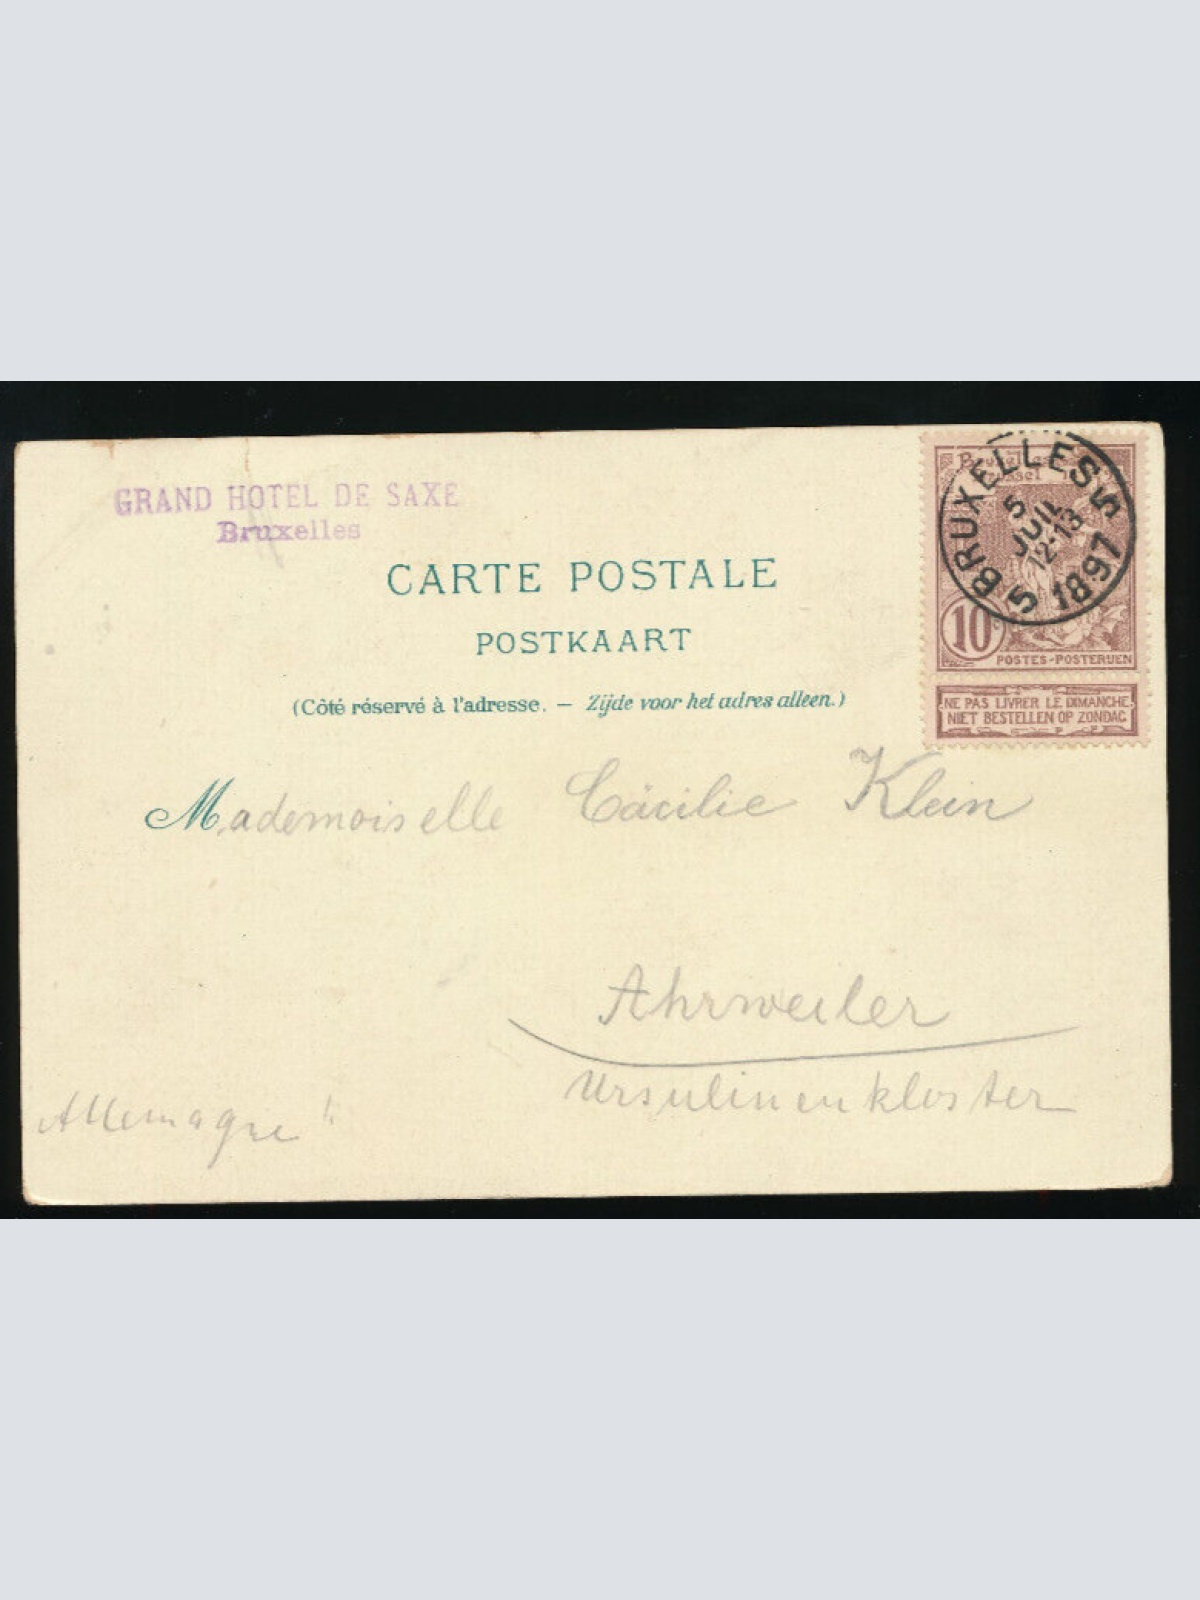 GRAND HOTEL DE SAXE
Bruxelles
CARTE POSTALE
POSTKAART
(Côté réservé à l'adresse. — Zijde voor het adres alleen.)
BRUXELLES 5
5
JUIL
12-13
1897
5
Bruxelles
10c
POSTES-POSTERIJEN
NE PAS LIVRER LE DIMANCHE
NIET BESTELLEN OP ZONDAG
Mademoiselle Cäcilie Klein
Ahrweiler
Ursulinenkloster
Allemagne!